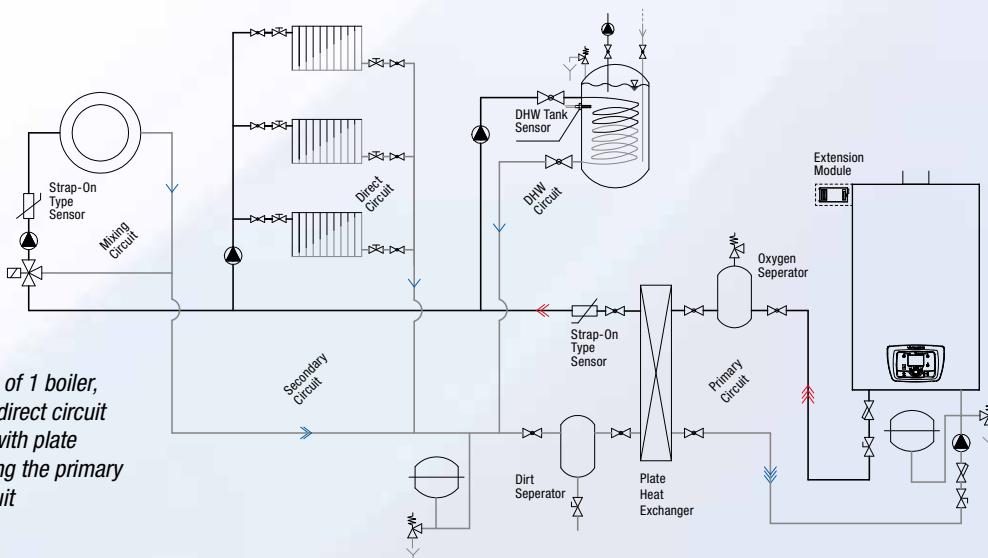 DHW Tank
Sensor
DHW
Circuit
Direct
Circuit
Strap-On
Type
Sensor
Mixing
Circuit
Extension
Module
Oxygen
Seperator
Strap-On
Type
Sensor
Secondary
Circuit
Primary
Circuit
of 1 boiler,
direct circuit
with plate
ng the primary
uit
Dirt
Seperator
Plate
Heat
Exchanger